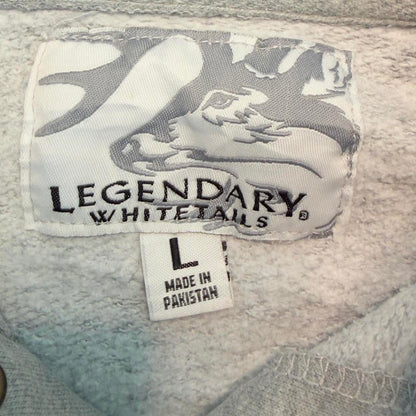 LEGENDARY
WHITETAILS®
L
MADE IN
PAKISTAN